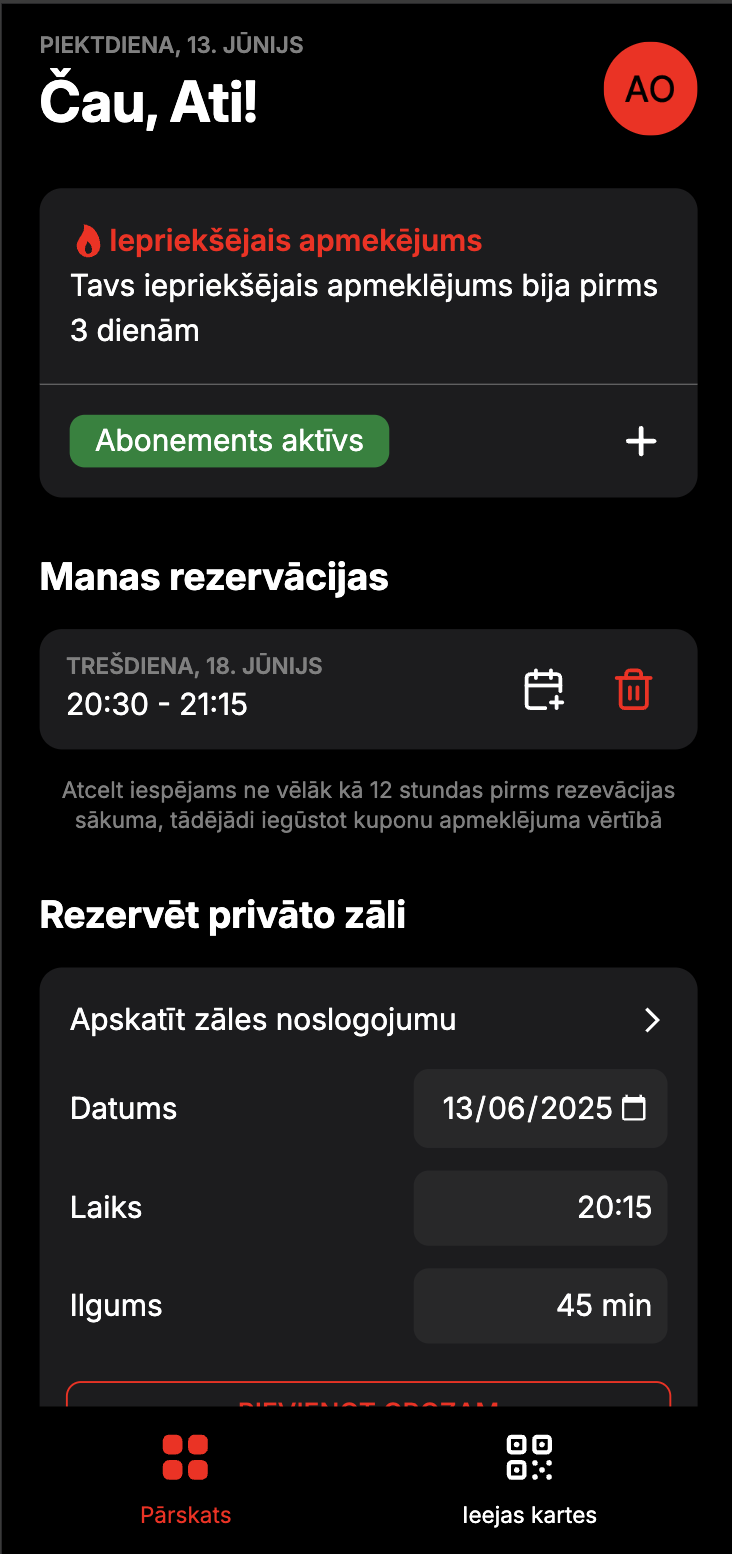 PIEKTDIENA, 13. JŪNIJS
Čau, Ati!
AO
Iepriekšējais apmekējums
Tavs iepriekšējais apmeklējums bija pirms
3 dienām
Abonements aktīvs
Manas rezervācijas
TREŠDIENA, 18. JŪNIJS
20:30 - 21:15
Atcelt iespējams ne vēlāk kā 12 stundas pirms rezevācijas
sākuma, tādējādi iegūstot kuponu apmeklējuma vērtībā
Rezervēt privāto zāli
Apskatīt zāles noslogojumu
Datums 13/06/2025
Laiks 20:15
Ilgums 45 min
PIEVIENOT GROZAM
Pārskats
Ieejas kartes